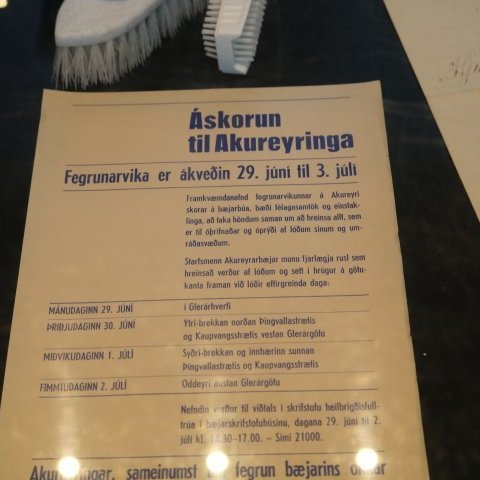 Áskorun
til Akureyringa
Fegrunarvika er ákveðin 29. júní til 3. júlí
Framkvæmdanefnd fegrunarvikunnar á Akureyri
skorar á bæjarbúa, bæði félagasamtök og einstak-
linga, að taka höndum saman um að hreinsa allt, sem
er til óþrifnaðar og óprýði af lóðum sínum og um-
ráðasvæðum.
Starfsmenn Akureyrarbæjar munu fjarlægja rusl sem
hreinsað verður af lóðum og sett í hrúgur á götu-
kanta framan við lóðir eftirgreinda daga:
MÁNUDAGINN 29. JÚNÍ í Glerárhverfi
ÞRIÐJUDAGINN 30. JÚNÍ Ytri-brekkan norðan Þingvallastrætis
og Kaupvangsstrætis vestan Glerárgötu
MIÐVIKUDAGINN 1. JÚLÍ Syðri-brekkan og innbærinn sunnan
Þingvallastrætis og Kaupvangsstrætis
FIMMTUDAGINN 2. JÚLÍ Oddeyri austan Glerárgötu
Nefndin verður til viðtals í skrifstofu heilbrigðisfull-
trúa í bæjarskrifstofuhúsinu, dagana 29. júní til 2.
júlí kl. 14.30-17.00. – Sími 21000.
sameinumst fegrun bæjarins